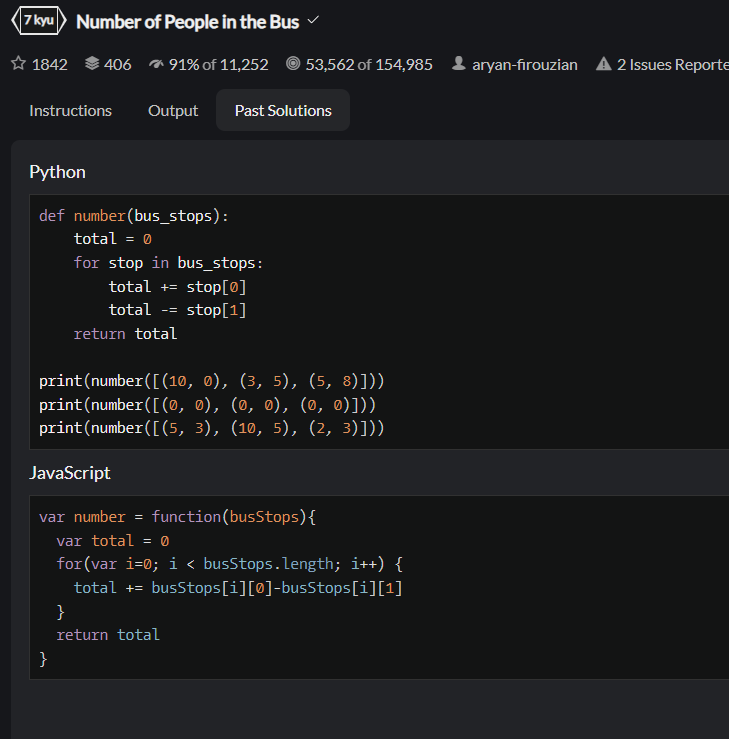 7 kyu Number of People in the Bus
1842 406 91% of 11,252 53,562 of 154,985 aryan-firouzian 2 Issues Reporte
Instructions Output Past Solutions
Python
def number(bus_stops):
    total = 0
    for stop in bus_stops:
        total += stop[0]
        total -= stop[1]
    return total

print(number([(10, 0), (3, 5), (5, 8)]))
print(number([(0, 0), (0, 0), (0, 0)]))
print(number([(5, 3), (10, 5), (2, 3)]))
JavaScript
var number = function(busStops){
  var total = 0
  for(var i=0; i < busStops.length; i++) {
    total += busStops[i][0]-busStops[i][1]
  }
  return total
}